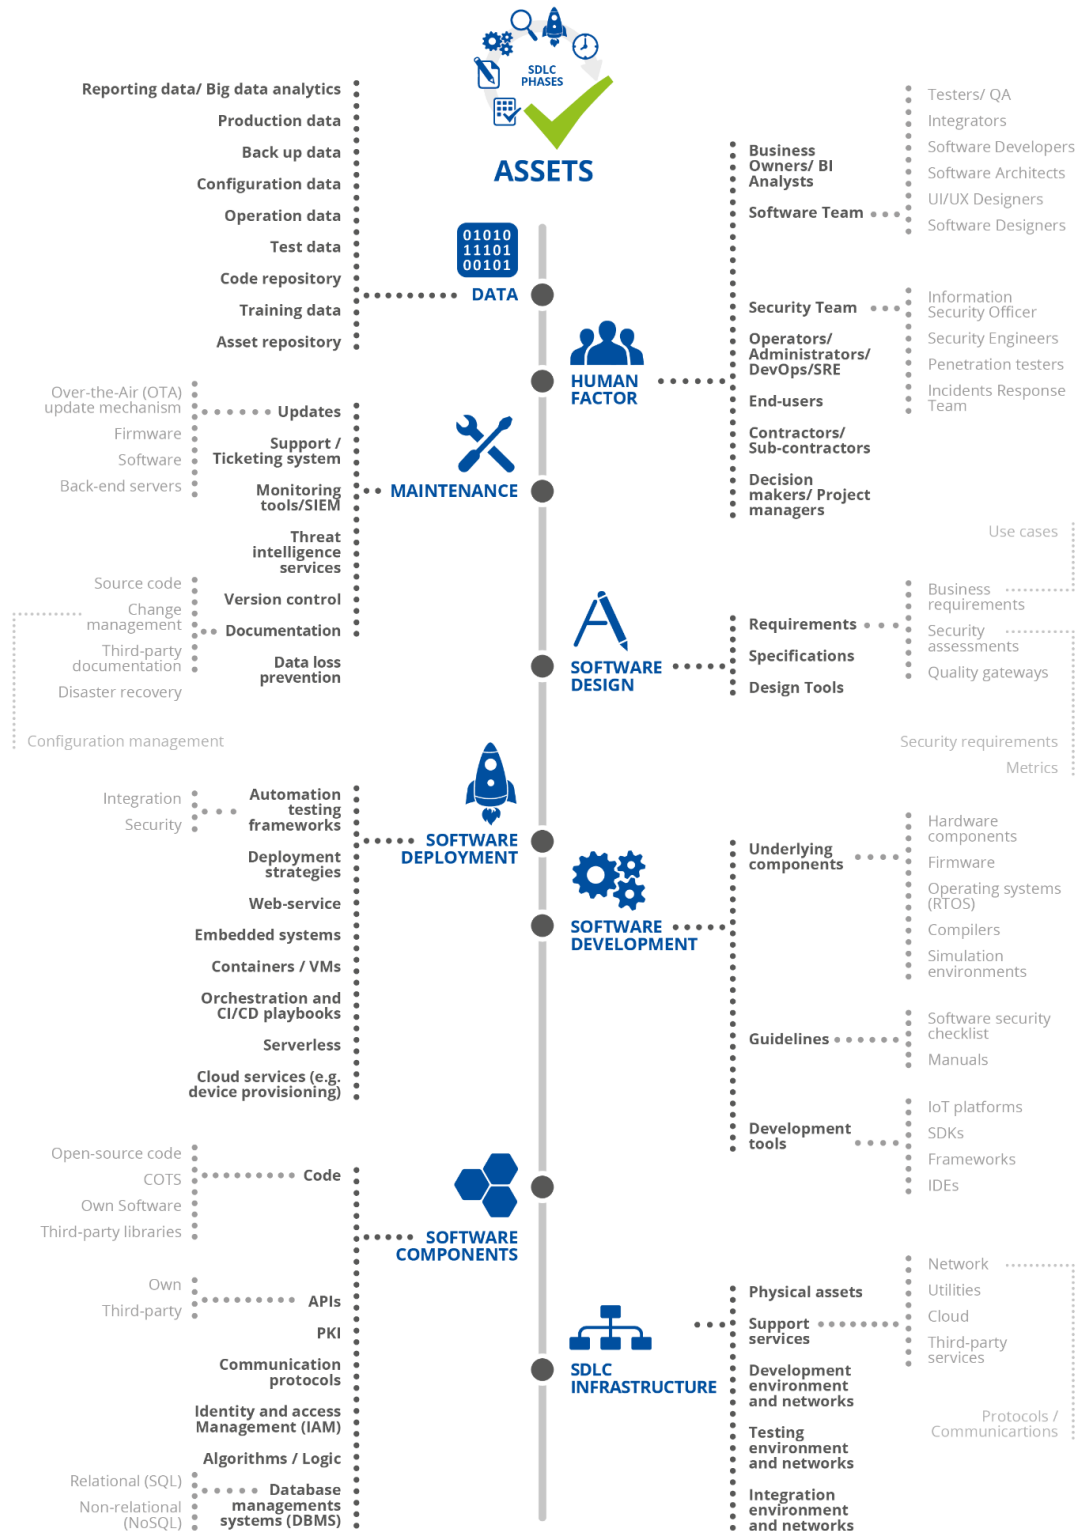 SDLC
PHASES
ASSETS
01010
11101
00101
DATA
Reporting data/ Big data analytics
Production data
Back up data
Configuration data
Operation data
Test data
Code repository
Training data
Asset repository
HUMAN
FACTOR
Business
Owners/ BI
Analysts
Software Team
Testers/ QA
Integrators
Software Developers
Software Architects
UI/UX Designers
Software Designers
Security Team
Information
Security Officer
Security Engineers
Penetration testers
Incidents Response
Team
Operators/
Administrators/
DevOps/SRE
End-users
Contractors/
Sub-contractors
Decision
makers/ Project
managers
MAINTENANCE
Updates
Over-the-Air (OTA)
update mechanism
Firmware
Software
Back-end servers
Support /
Ticketing system
Monitoring
tools/SIEM
Threat
intelligence
services
Version control
Documentation
Source code
Change
management
Third-party
documentation
Disaster recovery
Configuration management
Data loss
prevention
SOFTWARE
DESIGN
Requirements
Business
requirements
Use cases
Security
assessments
Quality gateways
Security requirements
Metrics
Specifications
Design Tools
SOFTWARE
DEPLOYMENT
Automation
testing
frameworks
Integration
Security
Deployment
strategies
Web-service
Embedded systems
Containers / VMs
Orchestration and
CI/CD playbooks
Serverless
Cloud services (e.g.
device provisioning)
SOFTWARE
DEVELOPMENT
Underlying
components
Hardware
components
Firmware
Operating systems
(RTOS)
Compilers
Simulation
environments
Guidelines
Software security
checklist
Manuals
Development
tools
IoT platforms
SDKs
Frameworks
IDEs
SOFTWARE
COMPONENTS
Code
Open-source code
COTS
Own Software
Third-party libraries
APIs
Own
Third-party
PKI
Communication
protocols
Identity and access
Management (IAM)
Algorithms / Logic
Database
managements
systems (DBMS)
Relational (SQL)
Non-relational
(NoSQL)
SDLC
INFRASTRUCTURE
Physical assets
Support
services
Network
Utilities
Cloud
Third-party
services
Protocols /
Communicartions
Development
environment
and networks
Testing
environment
and networks
Integration
environment
and networks